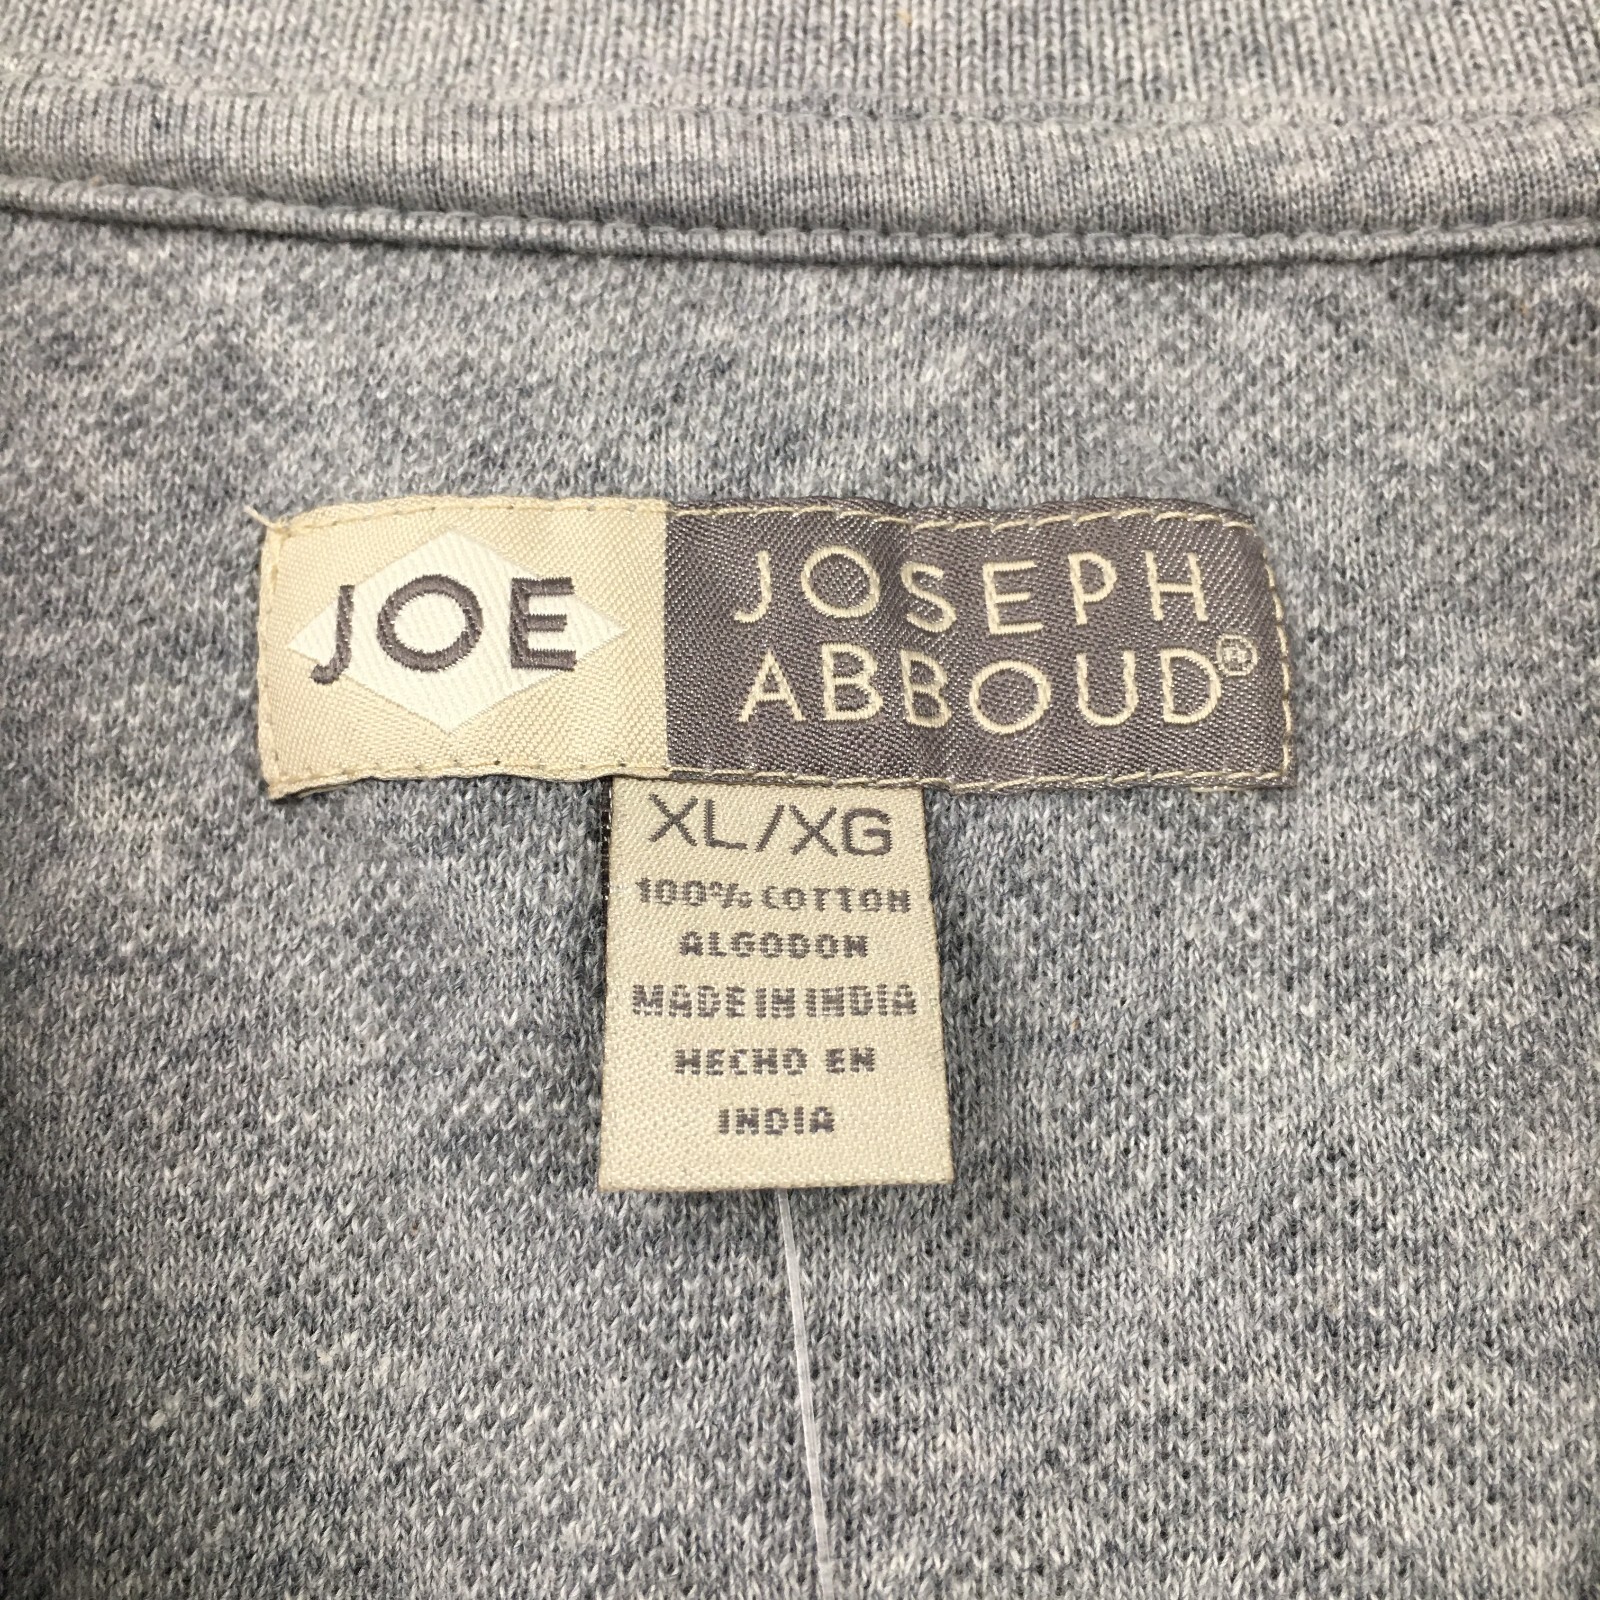 JOE
JOSEPH
ABBOUD®
XL/XG
100% COTTON
ALGODON
MADE IN INDIA
HECHO EN
INDIA